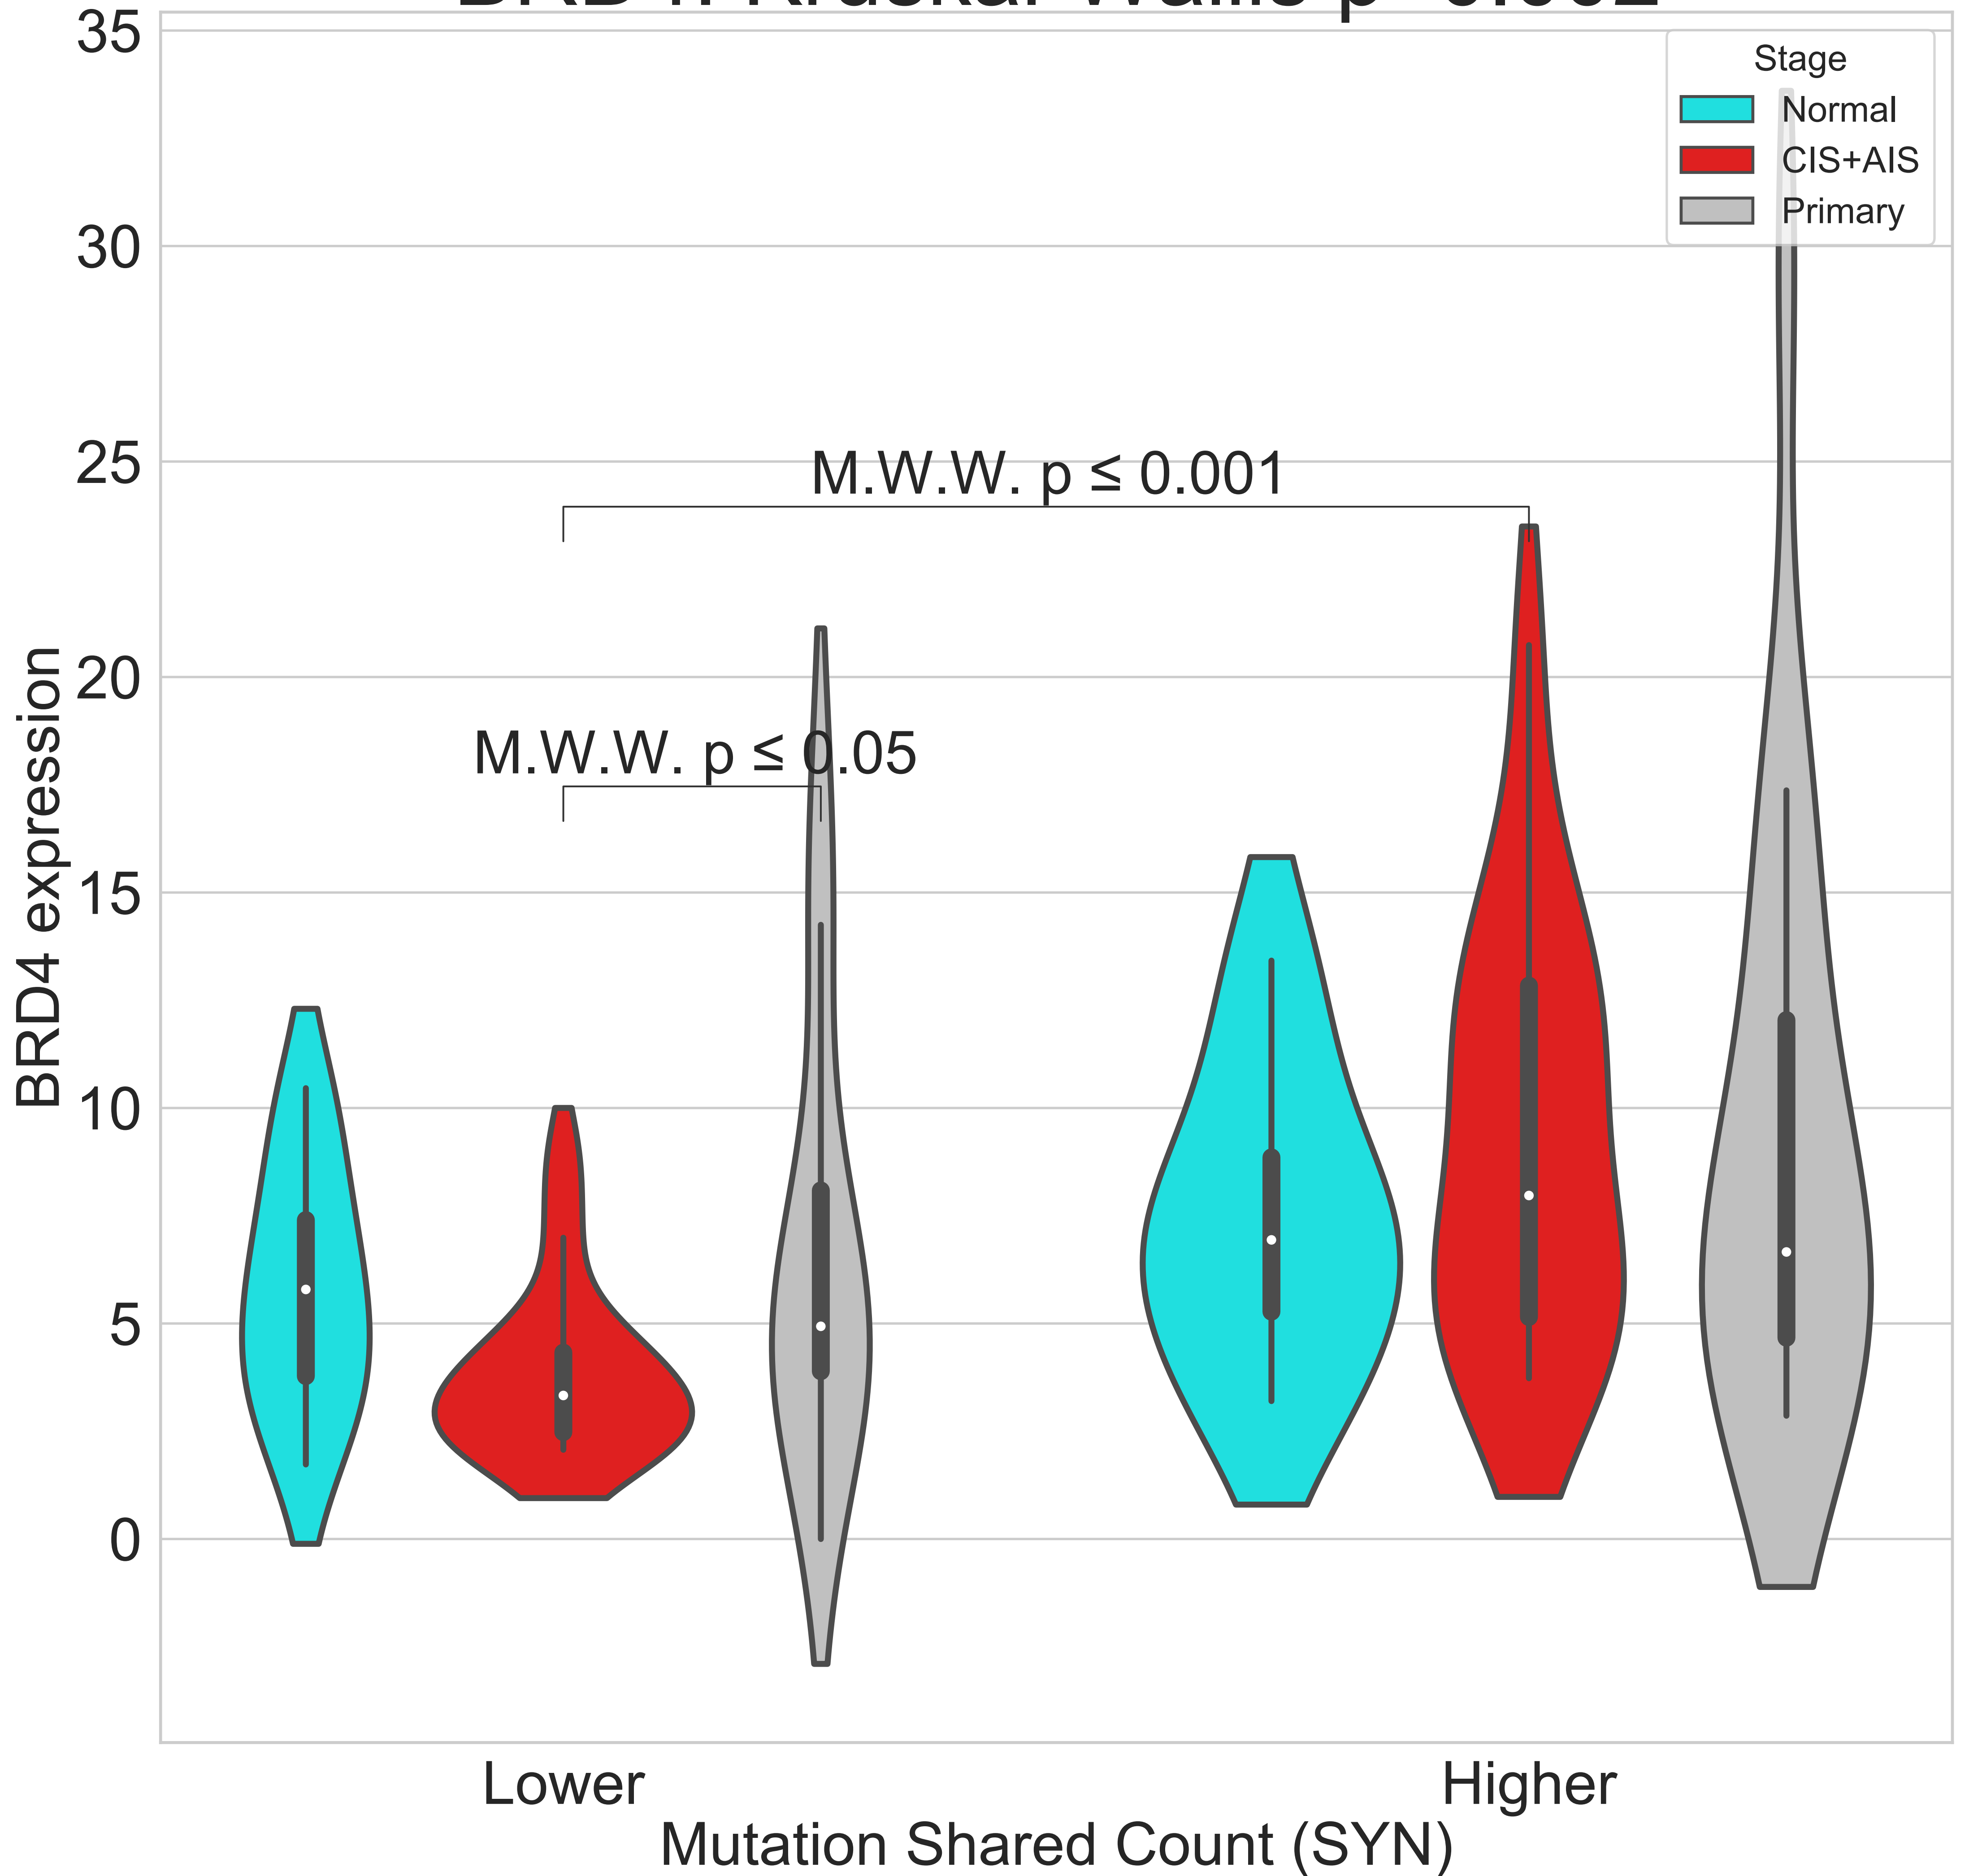 35
Stage
Normal
CIS+AIS
Primary
30
25
M.W.W. p ≤ 0.001
20
M.W.W. p ≤ 0.05
15
10
5
0
BRD4 expression
Lower
Higher
Mutation Shared Count (SYN)